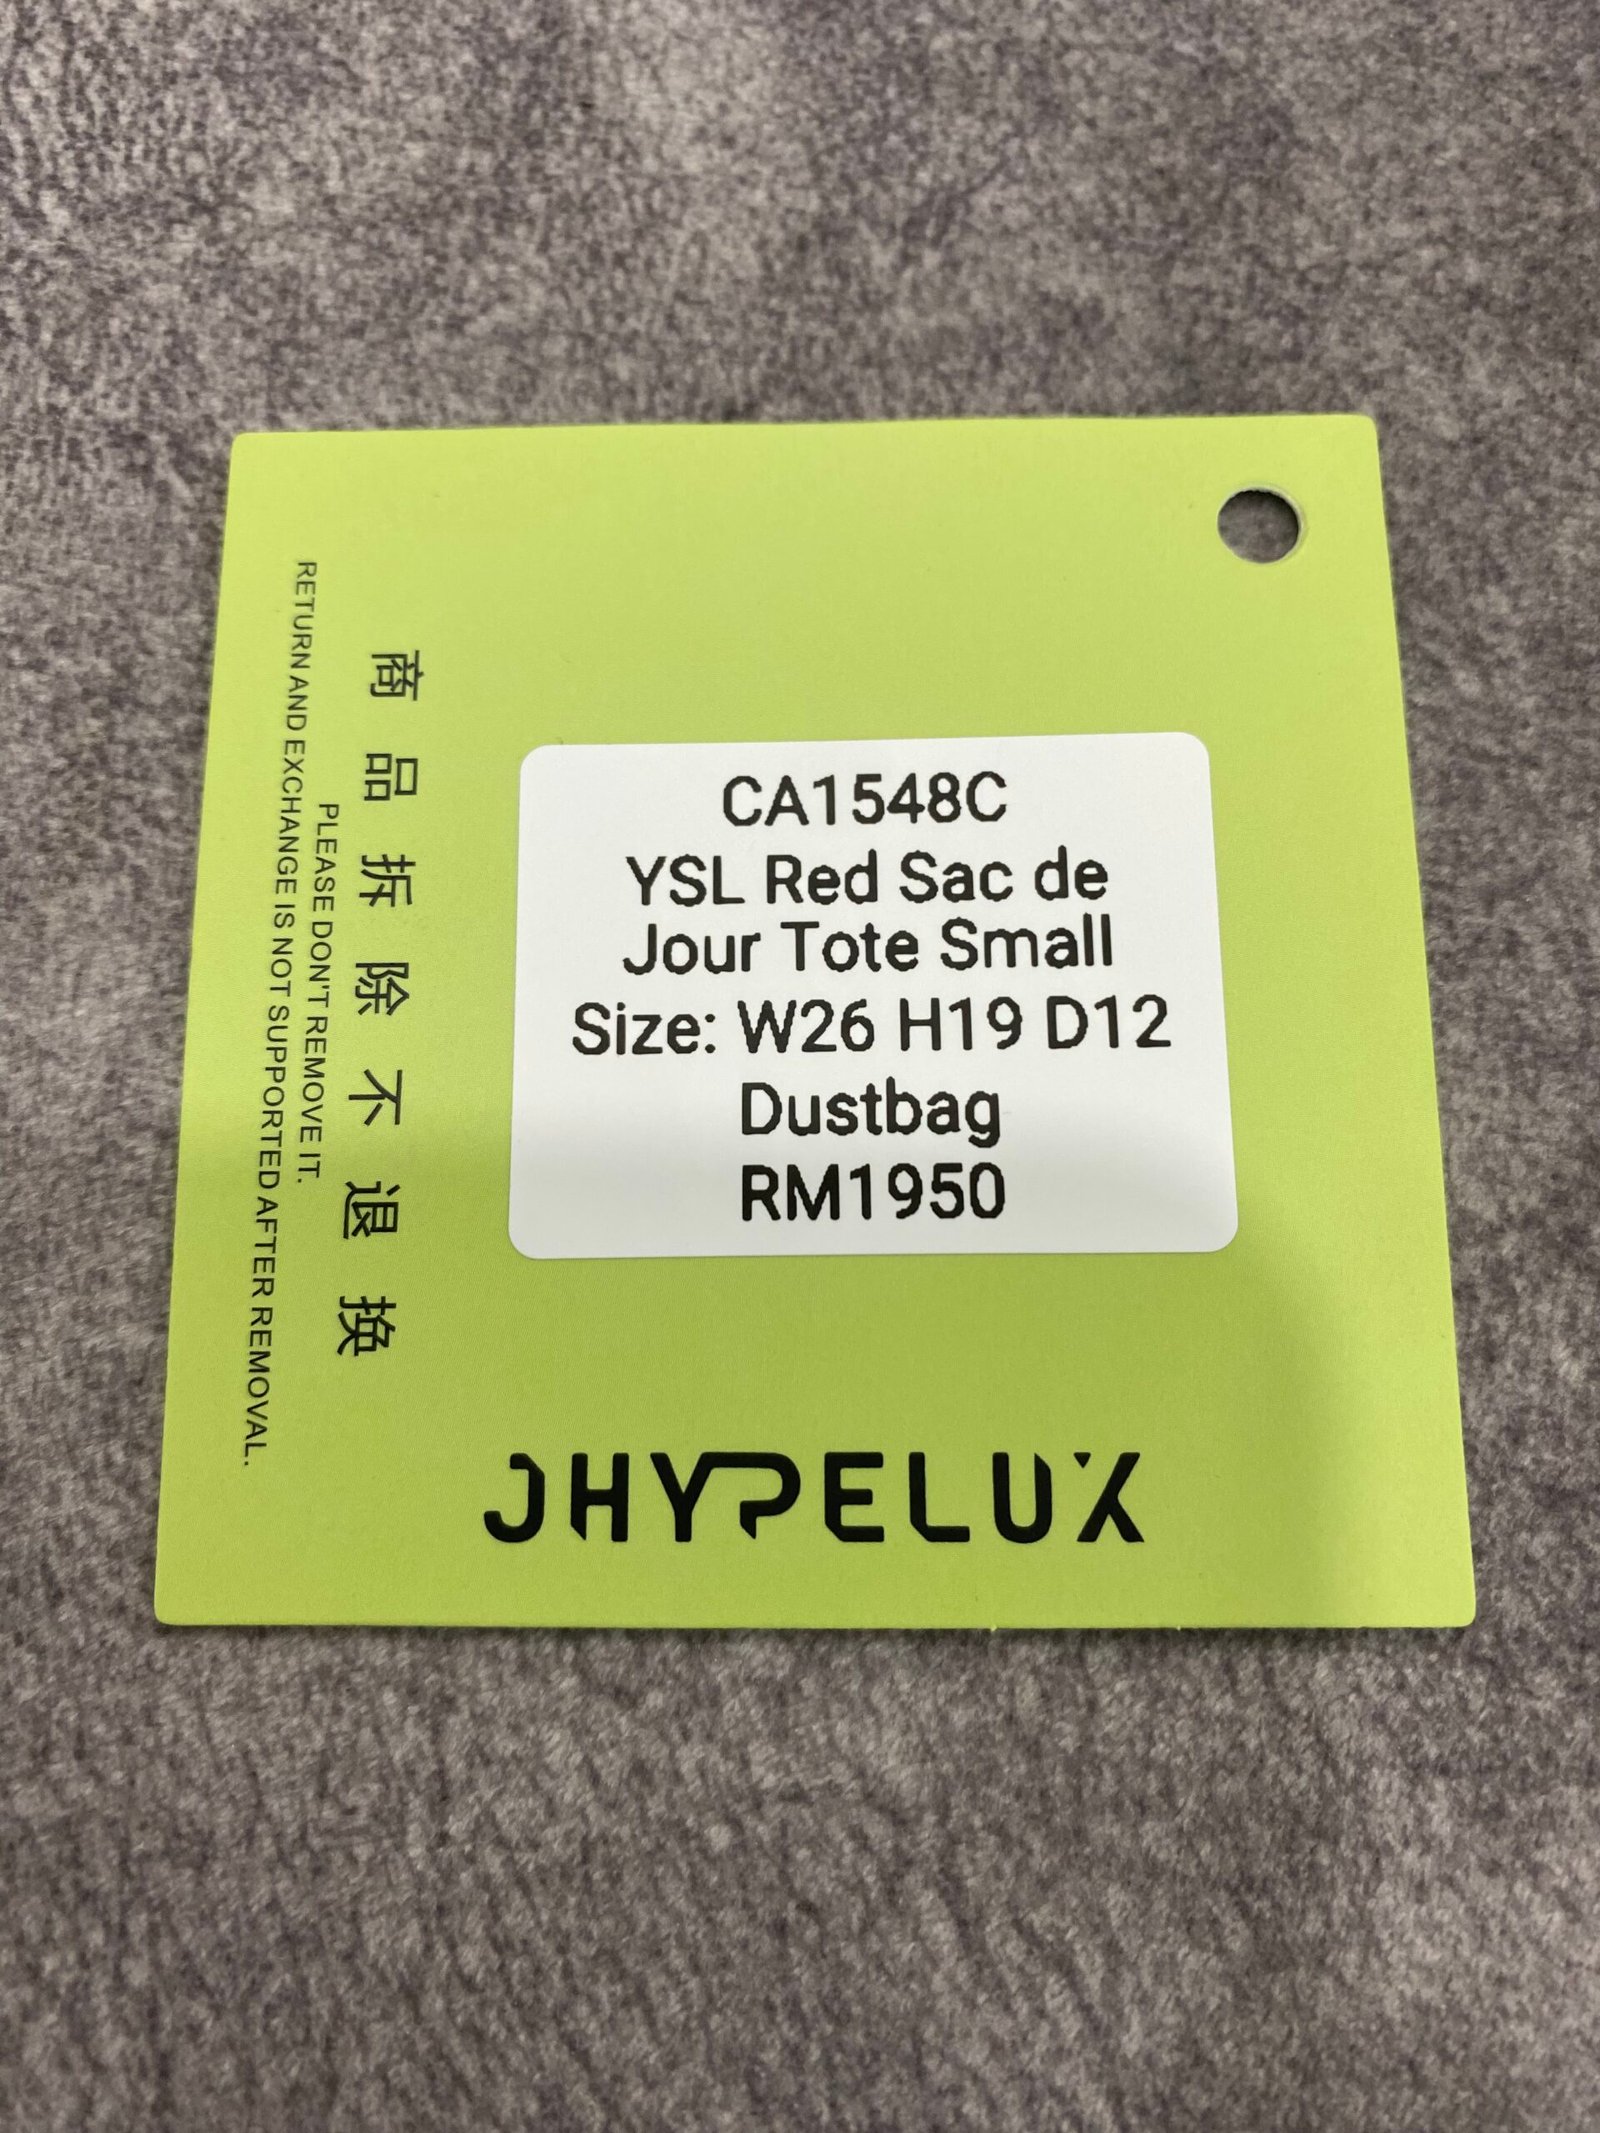 CA1548C
YSL Red Sac de
Jour Tote Small
Size: W26 H19 D12
Dustbag
RM1950
商品拆除不退换
PLEASE DON'T REMOVE IT.
RETURN AND EXCHANGE IS NOT SUPPORTED AFTER REMOVAL.
JHYPELUX